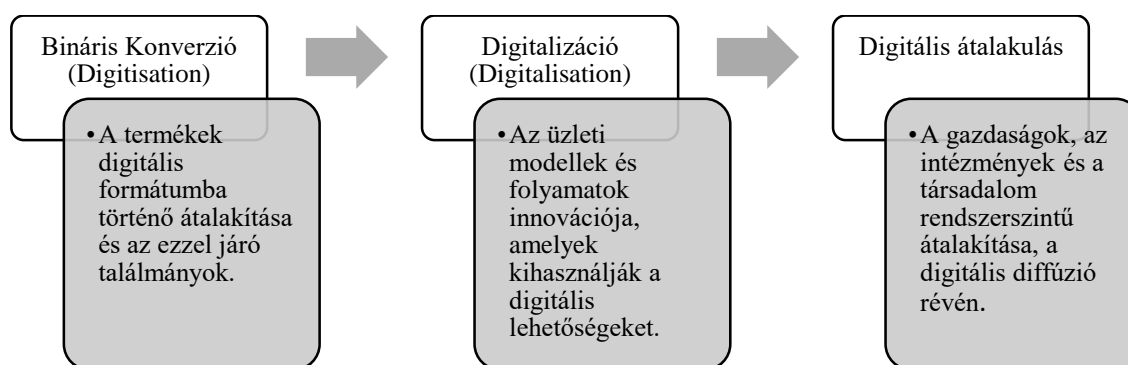 Bináris Konverzió
(Digitisation)
•A termékek
digitális
formátumba
történő átalakítása
és az ezzel járó
találmányok.
Digitalizáció
(Digitalisation)
•Az üzleti
modellek és
folyamatok
innovációja,
amelyek
kihasználják a
digitális
lehetőségeket.
Digitális átalakulás
•A gazdaságok, az
intézmények és a
társadalom
rendszerszintű
átalakítása, a
digitális diffúzió
révén.